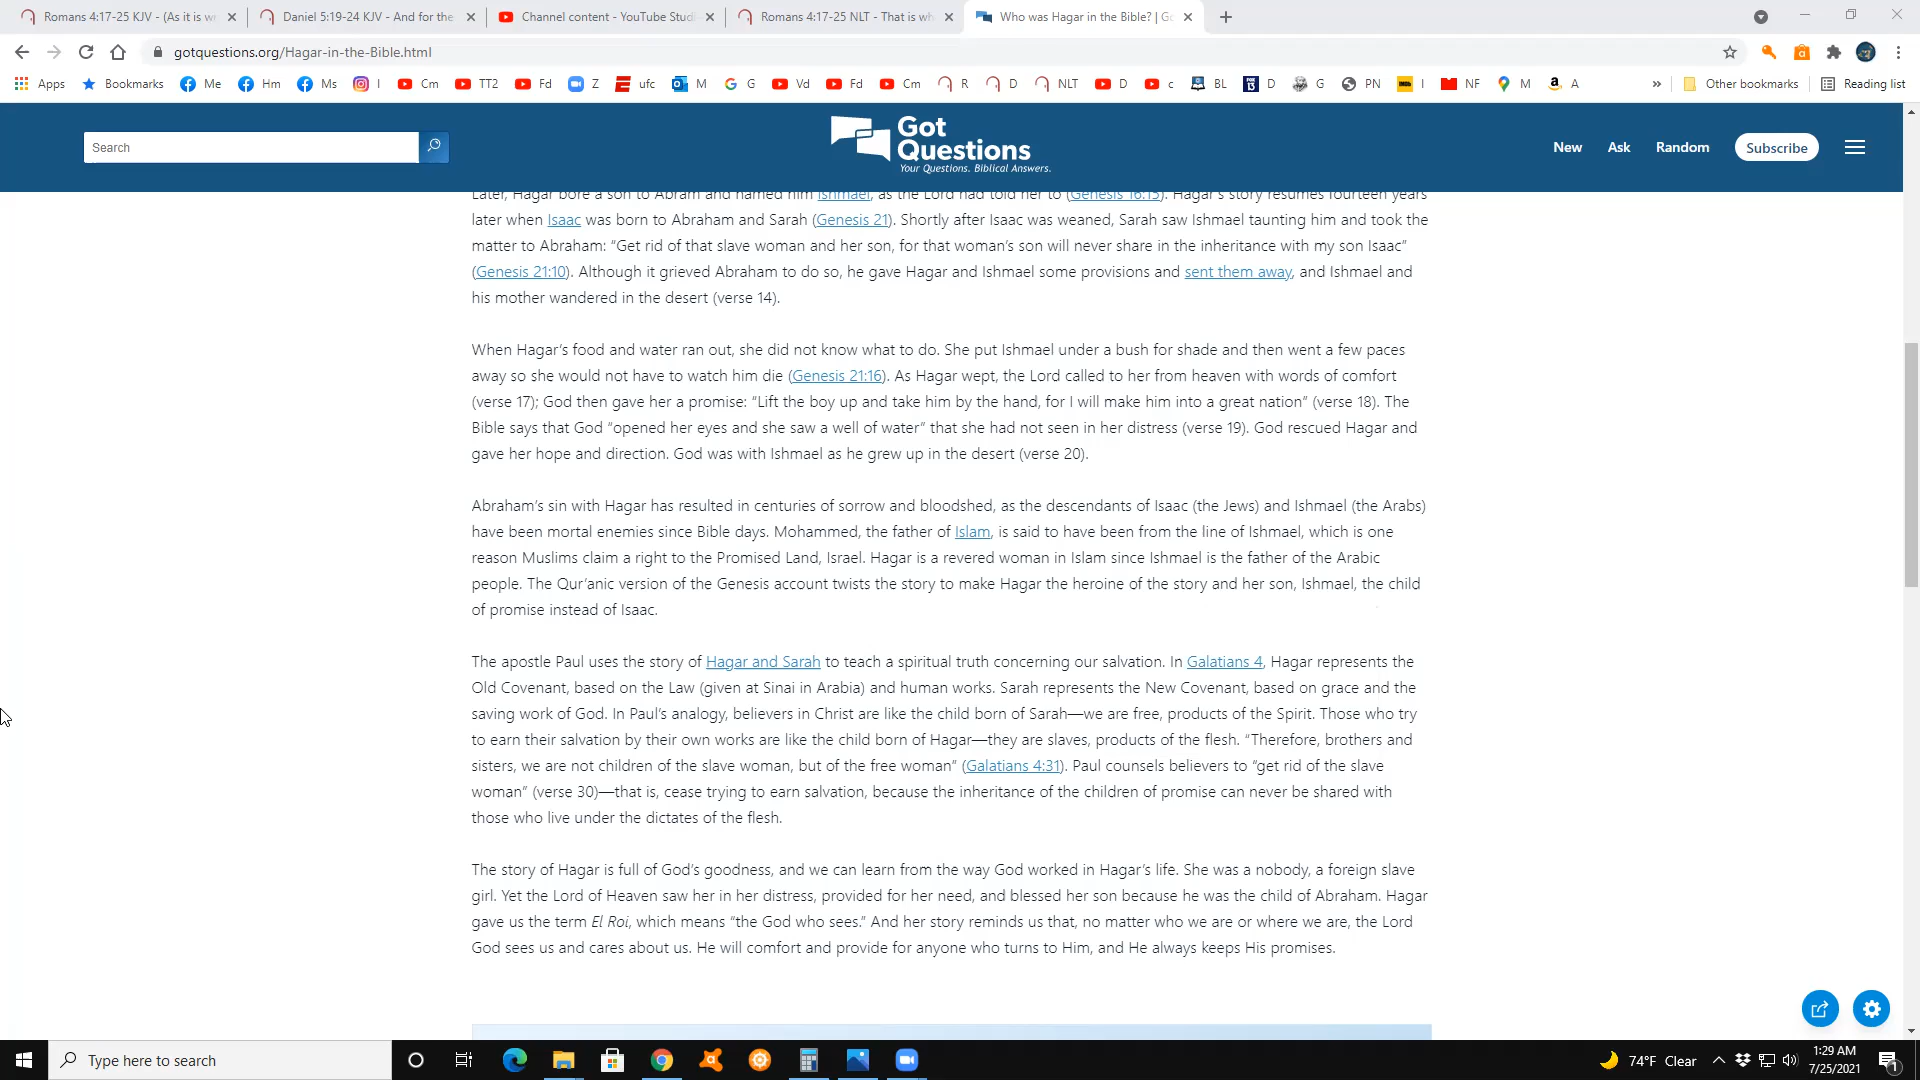 Romans 4:17-25 KJV - (As it is wr
Daniel 5:19-24 KJV - And for the
Channel content - YouTube Studi
Romans 4:17-25 NLT - That is wh
Who was Hagar in the Bible? | Go
gotquestions.org/Hagar-in-the-Bible.html
Apps Bookmarks Me Hm Ms I Cm TT2 Fd Z ufc M G Vd Fd Cm R D NLT D c BL D G PN I NF M A » Other bookmarks Reading list
Search
Got
Questions
Your Questions. Biblical Answers.
New Ask Random Subscribe
Later, Hagar bore a son to Abram and named him Ishmael, as the Lord had told her to (Genesis 16:15). Hagar's story resumes fourteen years
later when Isaac was born to Abraham and Sarah (Genesis 21). Shortly after Isaac was weaned, Sarah saw Ishmael taunting him and took the
matter to Abraham: “Get rid of that slave woman and her son, for that woman’s son will never share in the inheritance with my son Isaac”
(Genesis 21:10). Although it grieved Abraham to do so, he gave Hagar and Ishmael some provisions and sent them away, and Ishmael and
his mother wandered in the desert (verse 14).
When Hagar’s food and water ran out, she did not know what to do. She put Ishmael under a bush for shade and then went a few paces
away so she would not have to watch him die (Genesis 21:16). As Hagar wept, the Lord called to her from heaven with words of comfort
(verse 17); God then gave her a promise: “Lift the boy up and take him by the hand, for I will make him into a great nation” (verse 18). The
Bible says that God “opened her eyes and she saw a well of water” that she had not seen in her distress (verse 19). God rescued Hagar and
gave her hope and direction. God was with Ishmael as he grew up in the desert (verse 20).
Abraham’s sin with Hagar has resulted in centuries of sorrow and bloodshed, as the descendants of Isaac (the Jews) and Ishmael (the Arabs)
have been mortal enemies since Bible days. Mohammed, the father of Islam, is said to have been from the line of Ishmael, which is one
reason Muslims claim a right to the Promised Land, Israel. Hagar is a revered woman in Islam since Ishmael is the father of the Arabic
people. The Qur’anic version of the Genesis account twists the story to make Hagar the heroine of the story and her son, Ishmael, the child
of promise instead of Isaac.
The apostle Paul uses the story of Hagar and Sarah to teach a spiritual truth concerning our salvation. In Galatians 4, Hagar represents the
Old Covenant, based on the Law (given at Sinai in Arabia) and human works. Sarah represents the New Covenant, based on grace and the
saving work of God. In Paul’s analogy, believers in Christ are like the child born of Sarah—we are free, products of the Spirit. Those who try
to earn their salvation by their own works are like the child born of Hagar—they are slaves, products of the flesh. “Therefore, brothers and
sisters, we are not children of the slave woman, but of the free woman” (Galatians 4:31). Paul counsels believers to “get rid of the slave
woman” (verse 30)—that is, cease trying to earn salvation, because the inheritance of the children of promise can never be shared with
those who live under the dictates of the flesh.
The story of Hagar is full of God’s goodness, and we can learn from the way God worked in Hagar’s life. She was a nobody, a foreign slave
girl. Yet the Lord of Heaven saw her in her distress, provided for her need, and blessed her son because he was the child of Abraham. Hagar
gave us the term El Roi, which means “the God who sees.” And her story reminds us that, no matter who we are or where we are, the Lord
God sees us and cares about us. He will comfort and provide for anyone who turns to Him, and He always keeps His promises.
Type here to search
74°F Clear
1:29 AM
7/25/2021
1